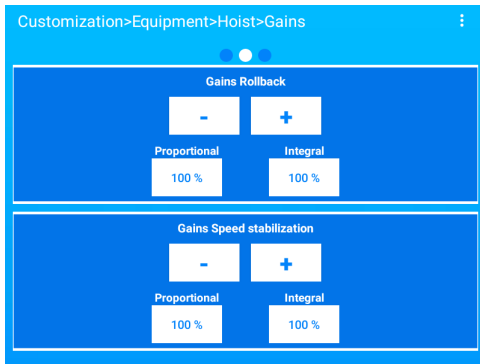 Customization>Equipment>Hoist>Gains
Gains Rollback
- +
Proportional Integral
100 % 100 %
Gains Speed stabilization
- +
Proportional Integral
100 % 100 %